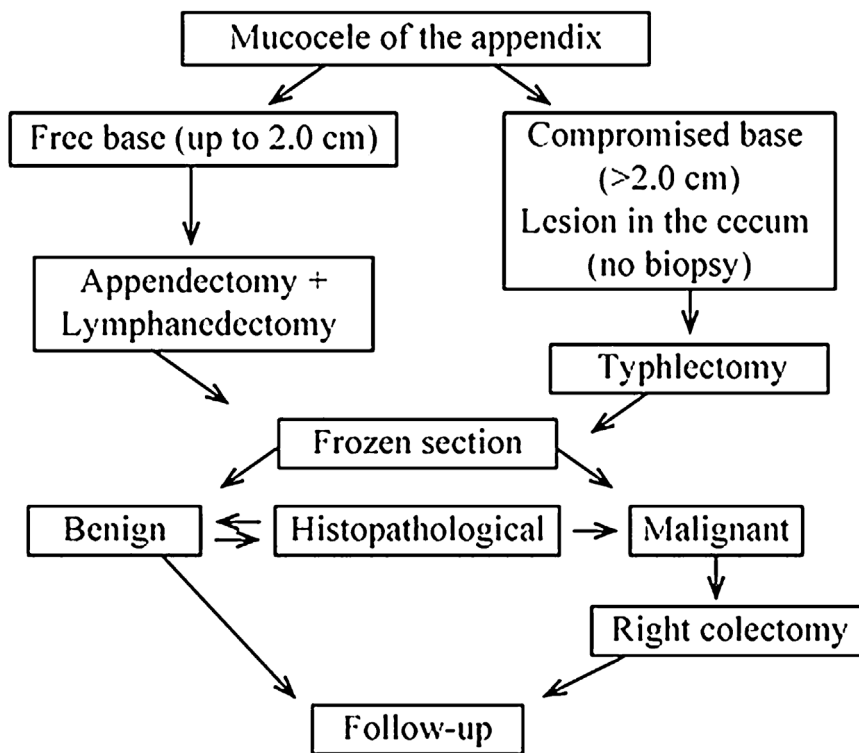 Mucocele of the appendix
Free base (up to 2.0 cm)
Compromised base
(>2.0 cm)
Lesion in the cecum
(no biopsy)
Appendectomy +
Lymphanedectomy
Typhlectomy
Frozen section
Benign
Histopathological
Malignant
Right colectomy
Follow-up